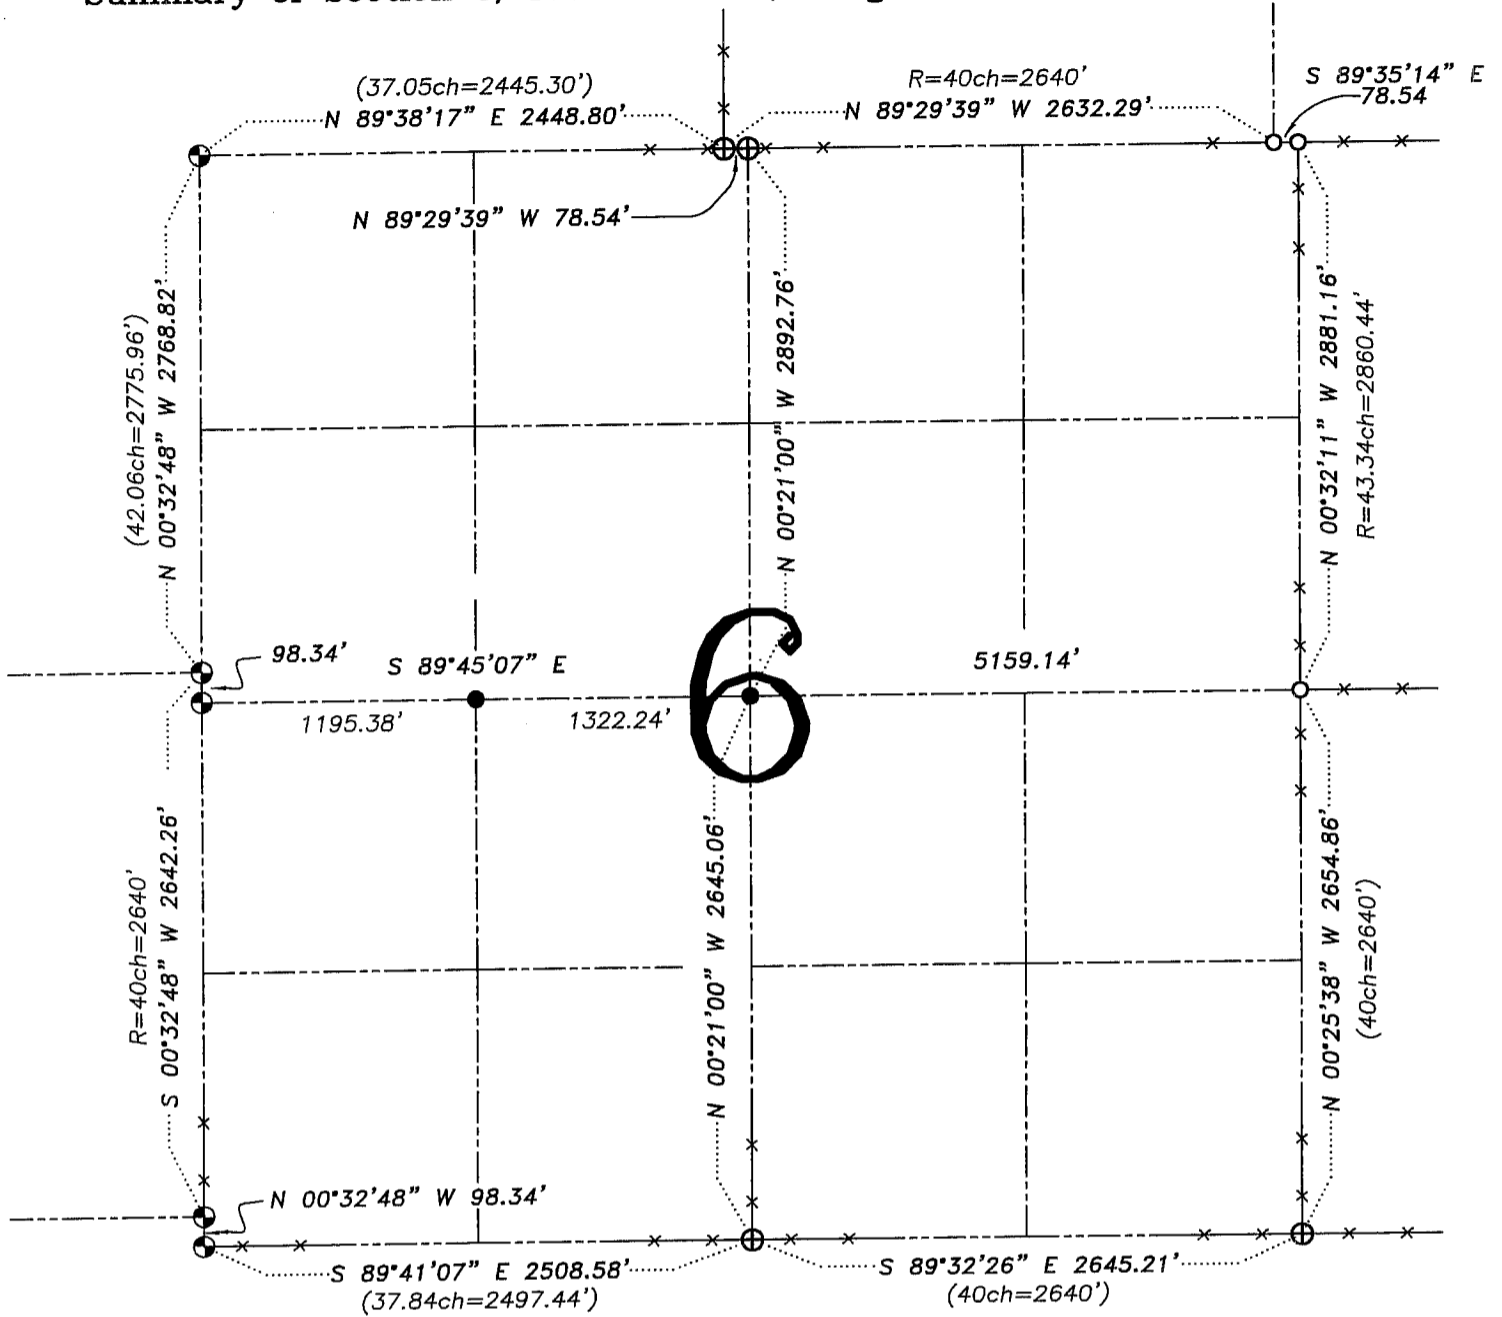 (37.05ch=2445.30')
N 89°38'17" E 2448.80'
R=40ch=2640'
N 89°29'39" W 2632.29'
S 89°35'14" E
78.54
N 89°29'39" W 78.54'
(42.06ch=2775.96')
N 00°32'48" W 2768.82'
N 00°21'00" W 2892.76'
N 00°32'11" W 2881.16'
R=43.34ch=2860.44'
98.34'
S 89°45'07" E
5159.14'
1195.38'
1322.24'
6
R=40ch=2640'
S 00°32'48" W 2642.26'
N 00°21'00" W 2645.06'
N 00°25'38" W 2654.86'
(40ch=2640')
N 00°32'48" W 98.34'
S 89°41'07" E 2508.58'
(37.84ch=2497.44')
S 89°32'26" E 2645.21'
(40ch=2640')